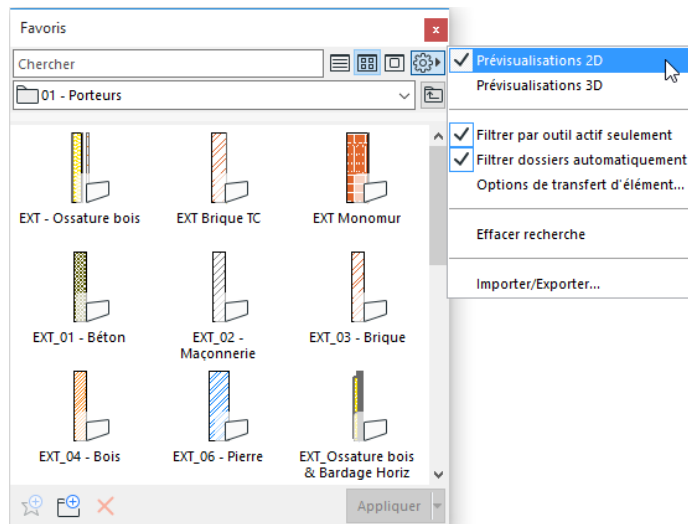 Favoris
Chercher
01 - Porteurs
EXT - Ossature bois
EXT Brique TC
EXT Monomur
EXT_01 - Béton
EXT_02 -
Maçonnerie
EXT_03 - Brique
EXT_04 - Bois
EXT_06 - Pierre
EXT_Ossature bois
& Bardage Horiz
Appliquer
Prévisualisations 2D
Prévisualisations 3D
Filtrer par outil actif seulement
Filtrer dossiers automatiquement
Options de transfert d'élément...
Effacer recherche
Importer/Exporter...